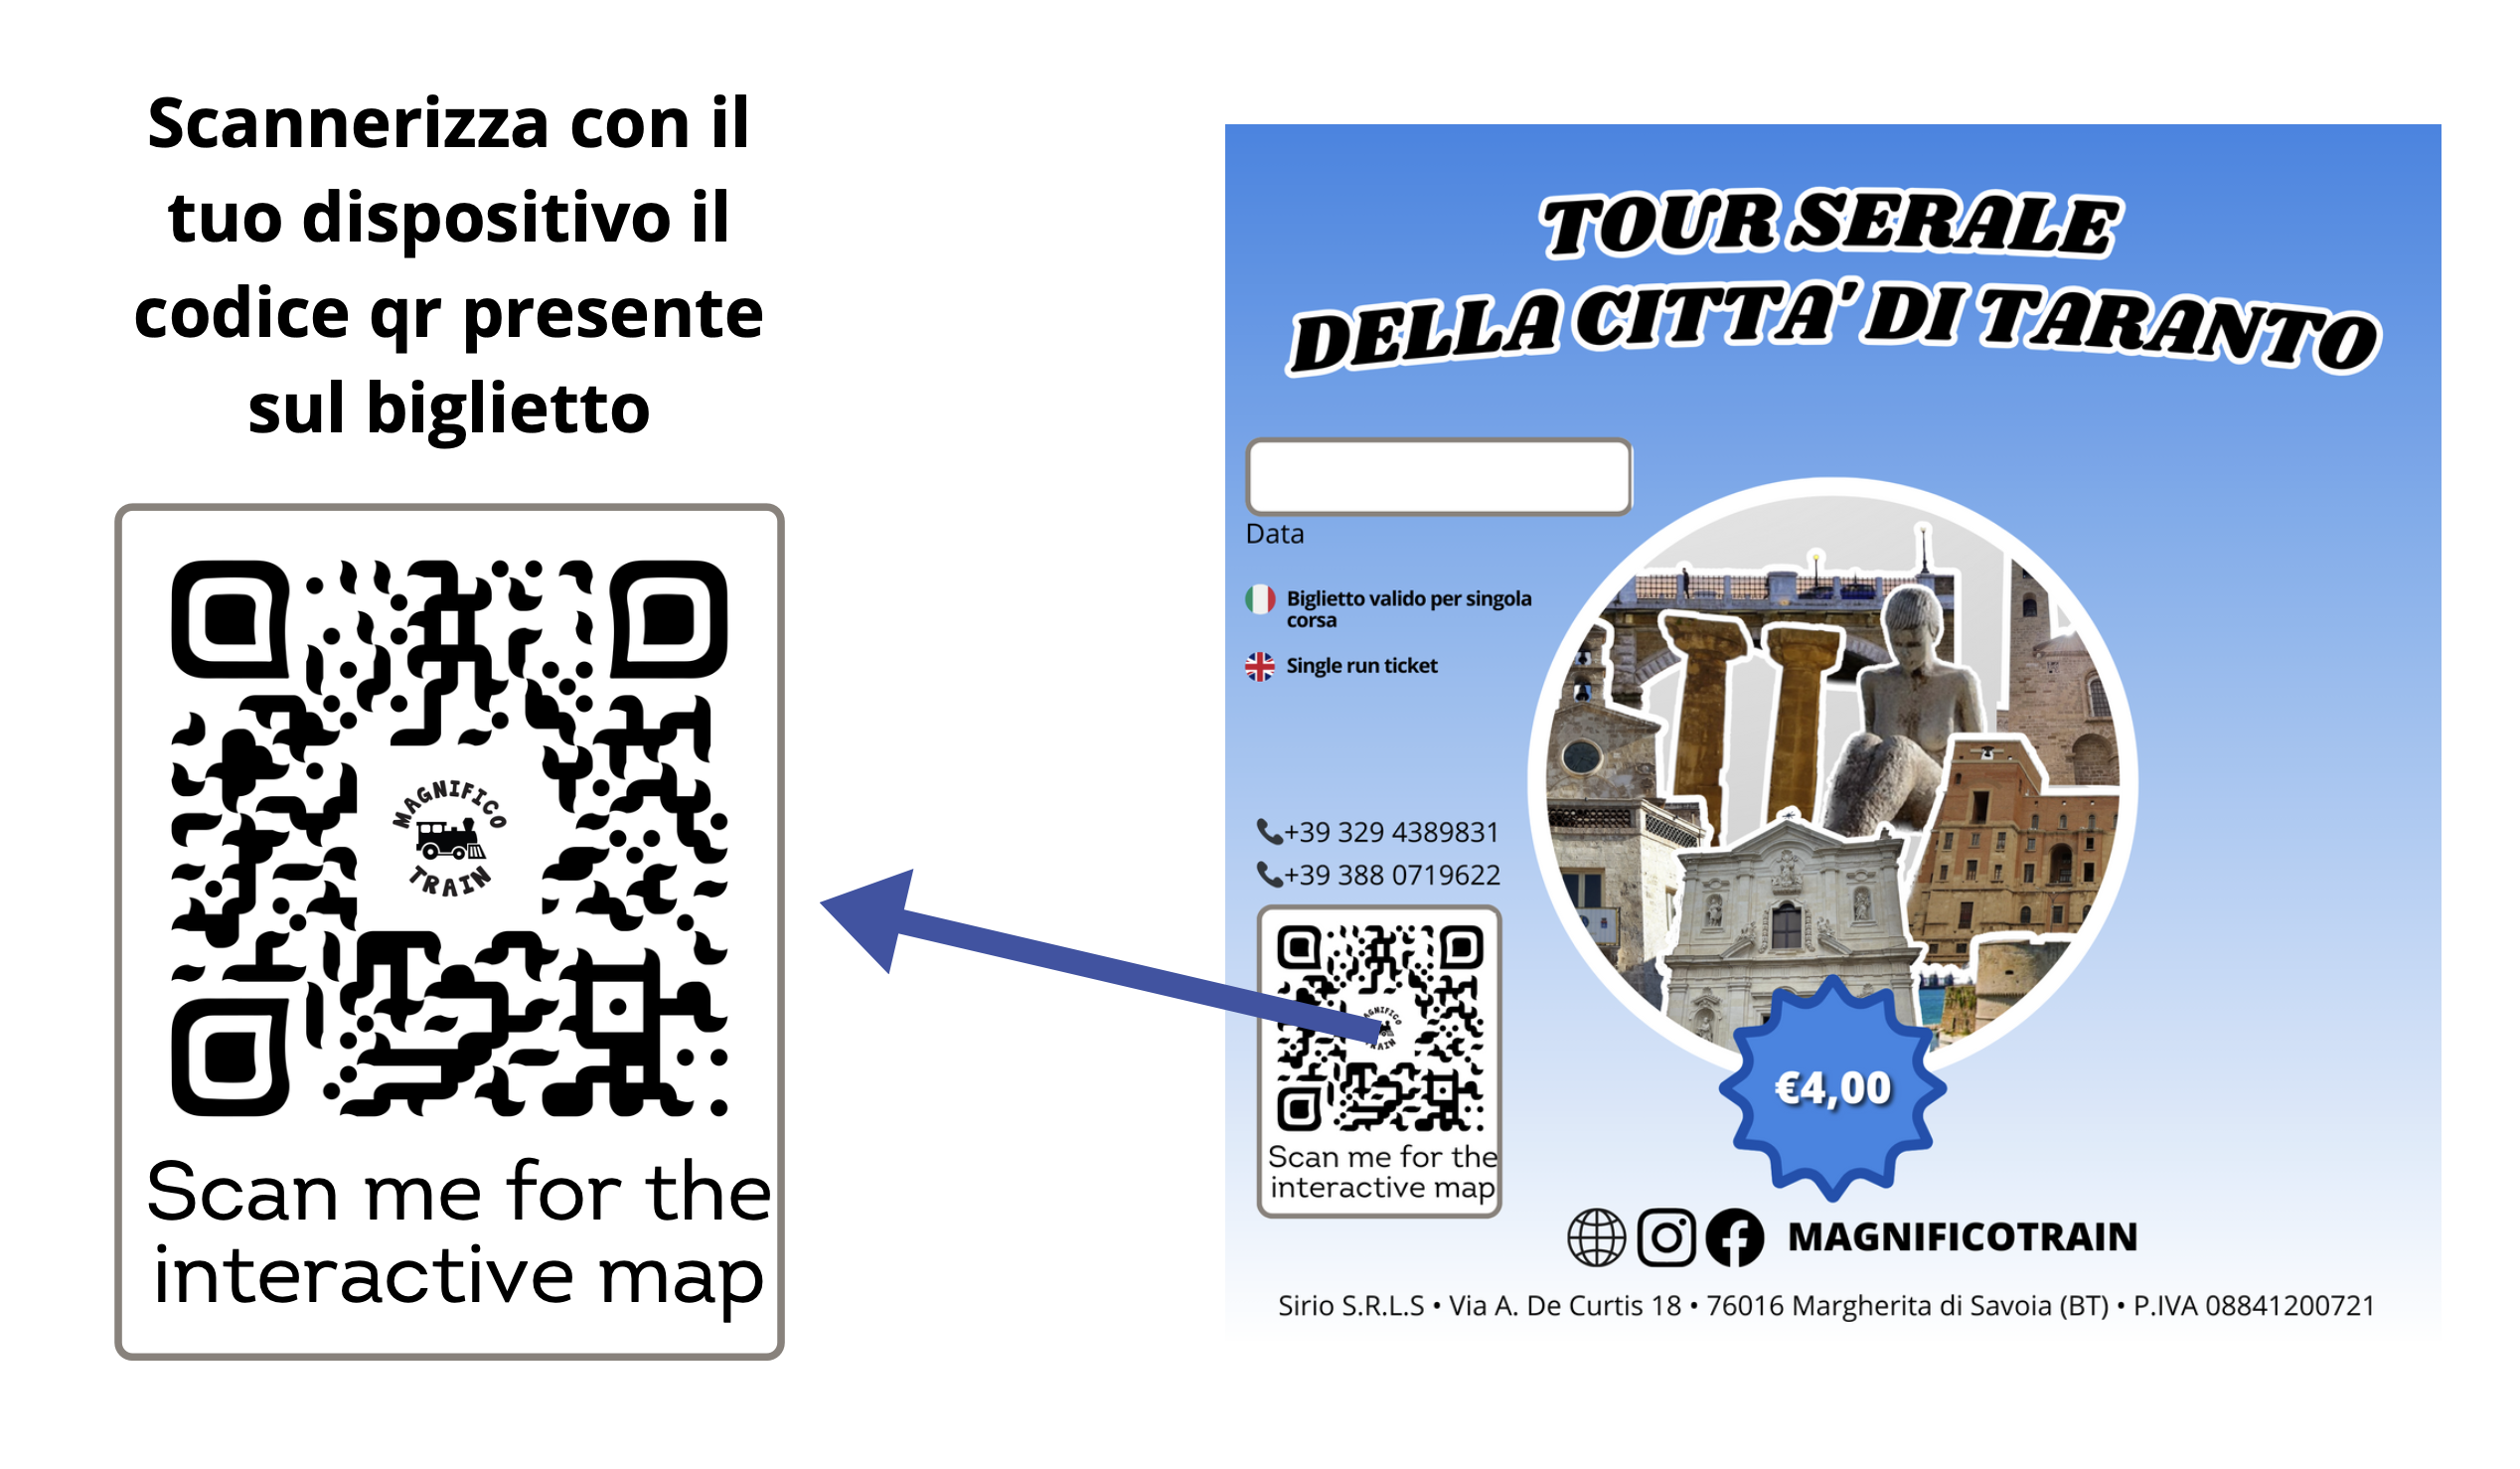 Scannerizza con il
tuo dispositivo il
codice qr presente
sul biglietto
MAGNIFICO
TRAIN
Scan me for the
interactive map
TOUR SERALE
DELLA CITTA' DI TARANTO
Data
Biglietto valido per singola
corsa
Single run ticket
+39 329 4389831
+39 388 0719622
Scan me for the
interactive map
€4,00
MAGNIFICOTRAIN
Sirio S.R.L.S • Via A. De Curtis 18 • 76016 Margherita di Savoia (BT) • P.IVA 08841200721